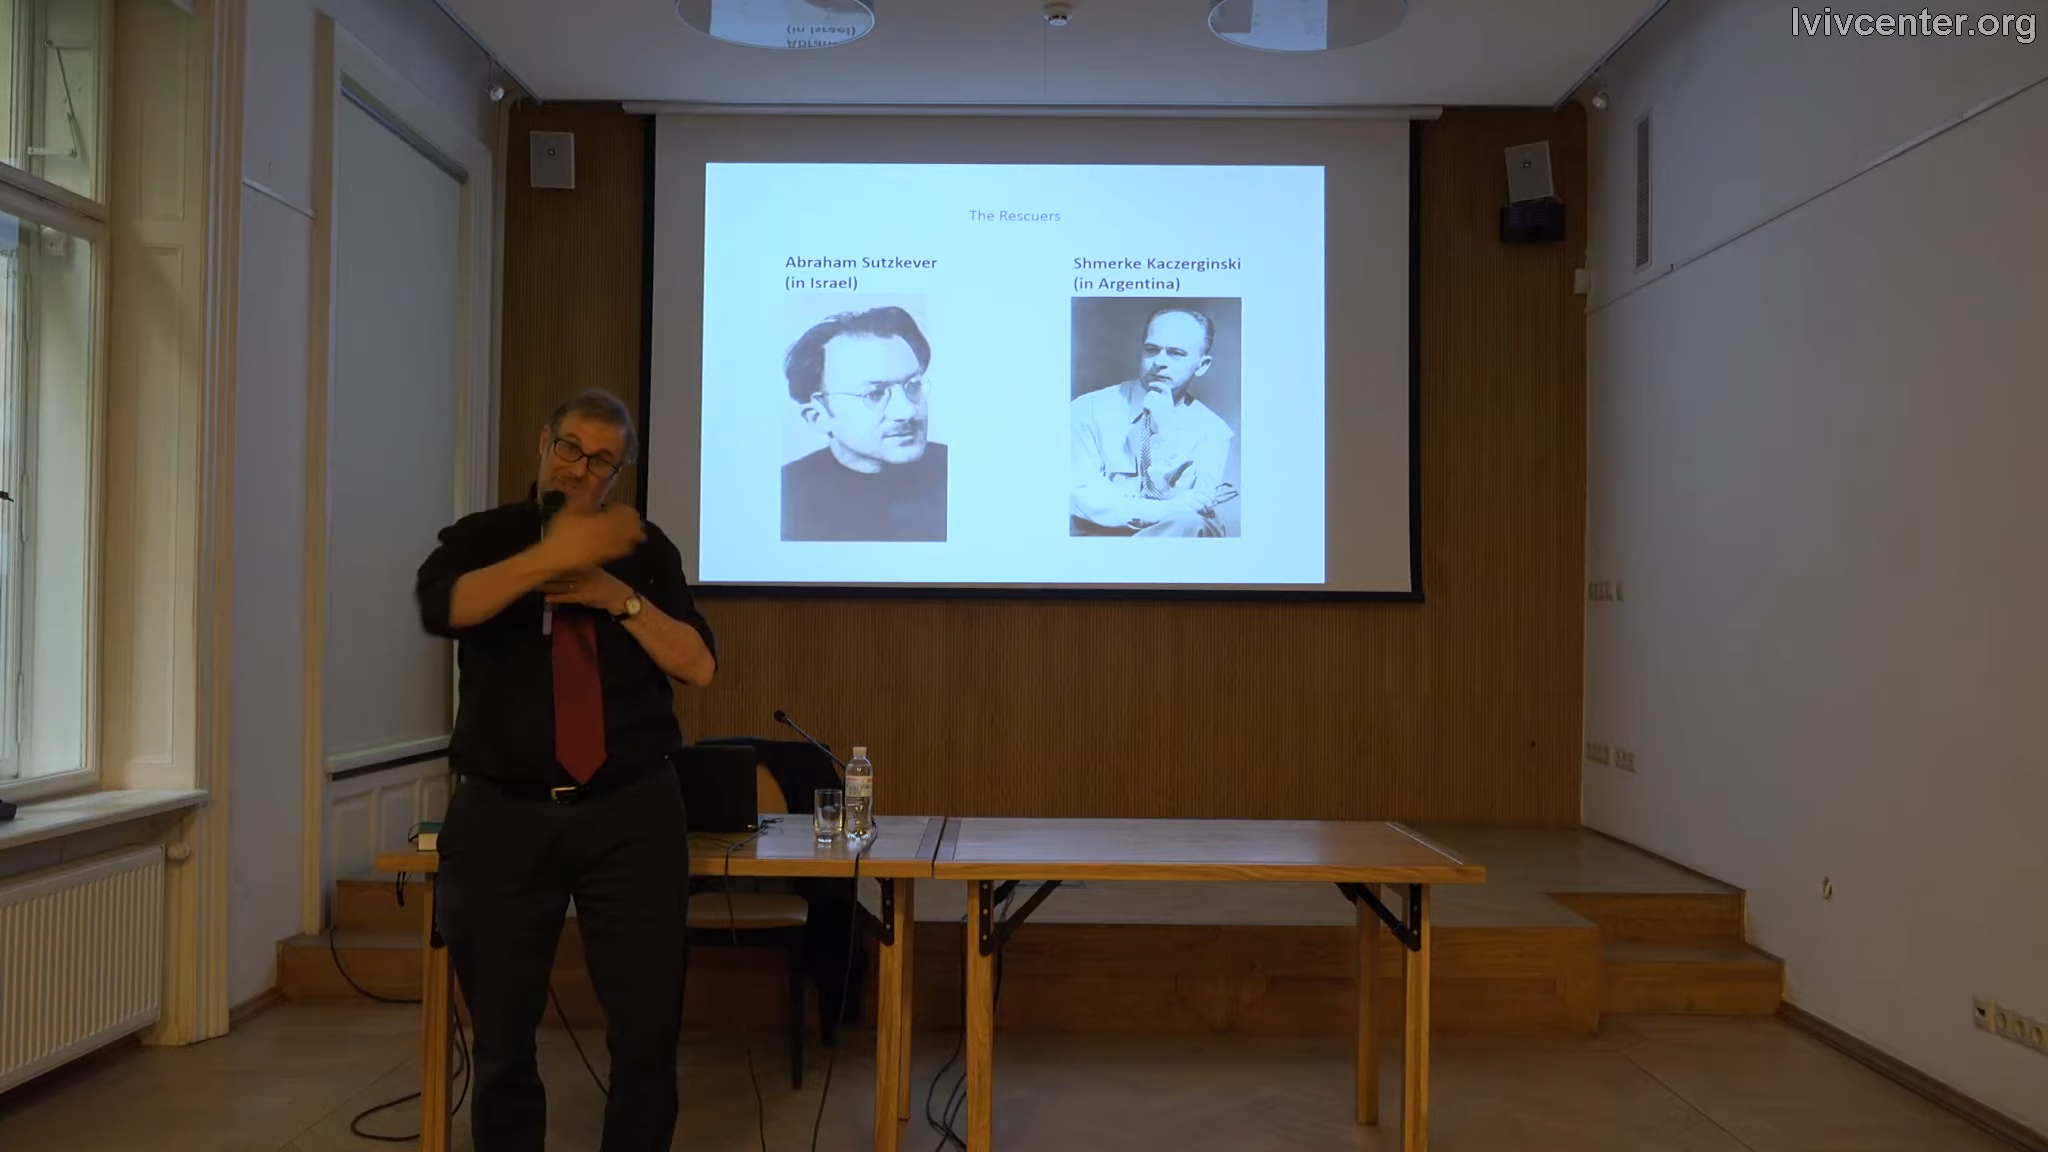 lvivcenter.org
The Rescuers
Abraham Sutzkever
(in Israel)
Shmerke Kaczerginski
(in Argentina)